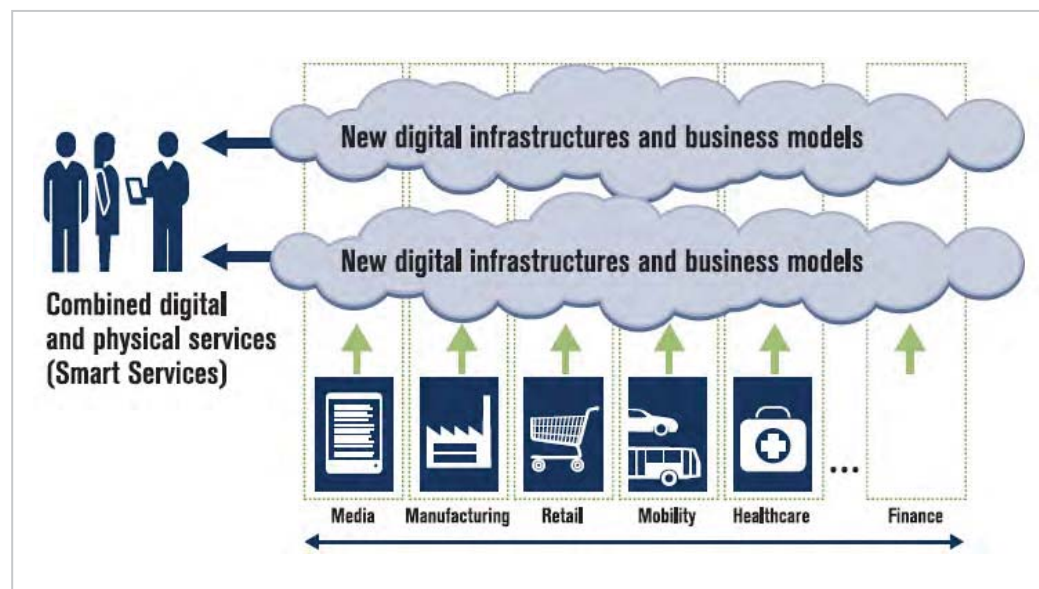 New digital infrastructures and business models
New digital infrastructures and business models
Combined digital
and physical services
(Smart Services)
...
Media Manufacturing Retail Mobility Healthcare Finance